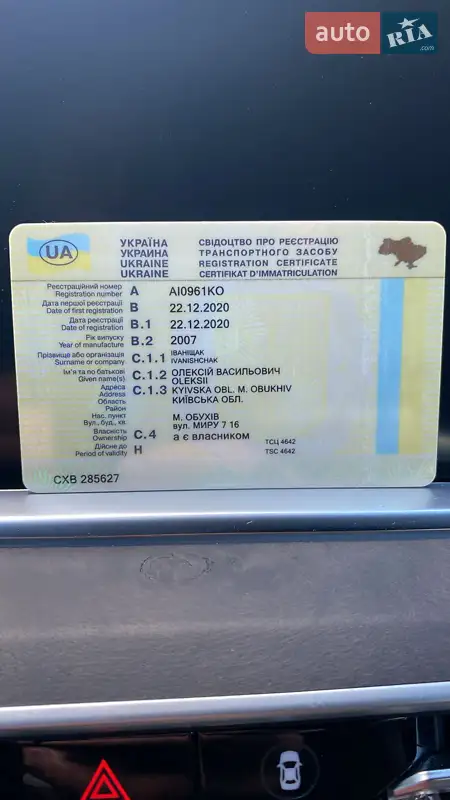 auto RIA .com
UA
УКРАЇНА
УКРАИНА
UKRAINE
UKRAINE
СВІДОЦТВО ПРО РЕЄСТРАЦІЮ
ТРАНСПОРТНОГО ЗАСОБУ
REGISTRATION CERTIFICATE
CERTIFIKAT D'IMMATRICULATION
Реєстраційний номер
Registration number A АІ0961КО
Дата першої реєстрації
Date of first registration B 22.12.2020
Дата реєстрації
Date of registration B.1 22.12.2020
Рік випуску
Year of manufacture B.2 2007
Прізвище або організація
Surname or company C.1.1 ІВАНІЩАК
IVANISHCHAK
Ім'я та по батькові
Given name(s) C.1.2 ОЛЕКСІЙ ВАСИЛЬОВИЧ
OLEKSII
Адреса
Address C.1.3 KYIVSKA OBL. M. OBUKHIV
Область КИЇВСЬКА ОБЛ.
Район
Нас. пункт М. ОБУХІВ
Вул., буд., кв. вул. МИРУ 7 16
Власність
Ownership C.4 а є власником
Дійсне до
Period of validity H
ТСЦ 4642
TSC 4642
СХВ 285627